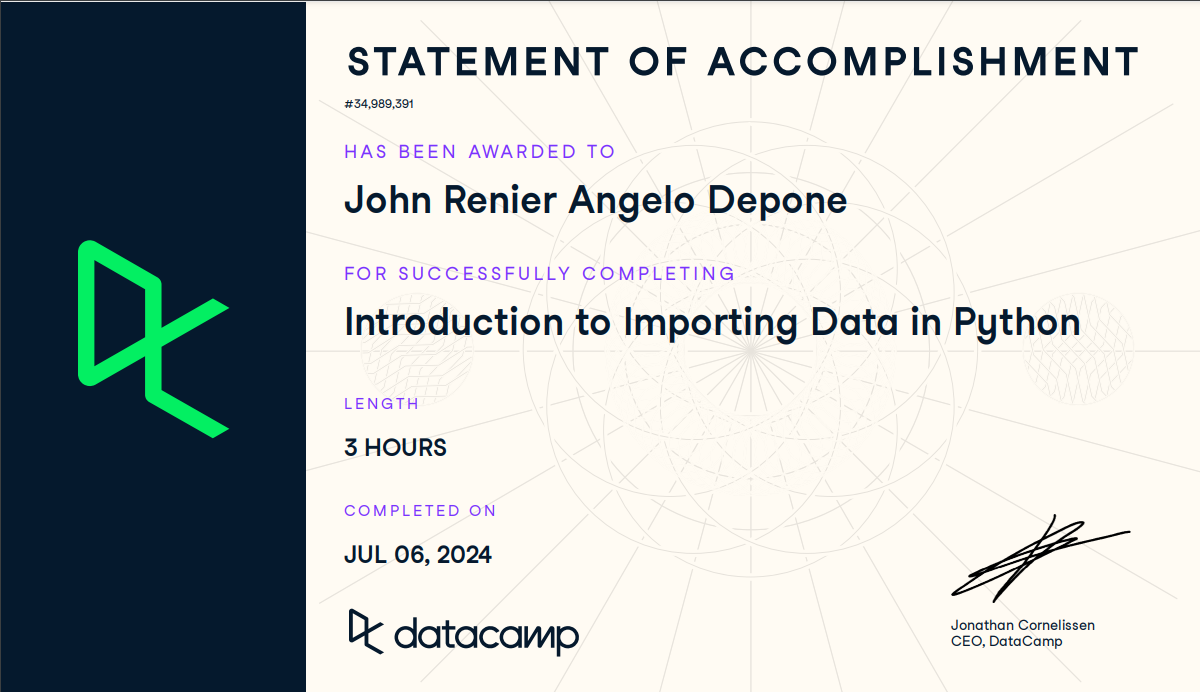 STATEMENT OF ACCOMPLISHMENT
#34,989,391
HAS BEEN AWARDED TO
John Renier Angelo Depone
FOR SUCCESSFULLY COMPLETING
Introduction to Importing Data in Python
LENGTH
3 HOURS
COMPLETED ON
JUL 06, 2024
datacamp
Jonathan Cornelissen
CEO, DataCamp